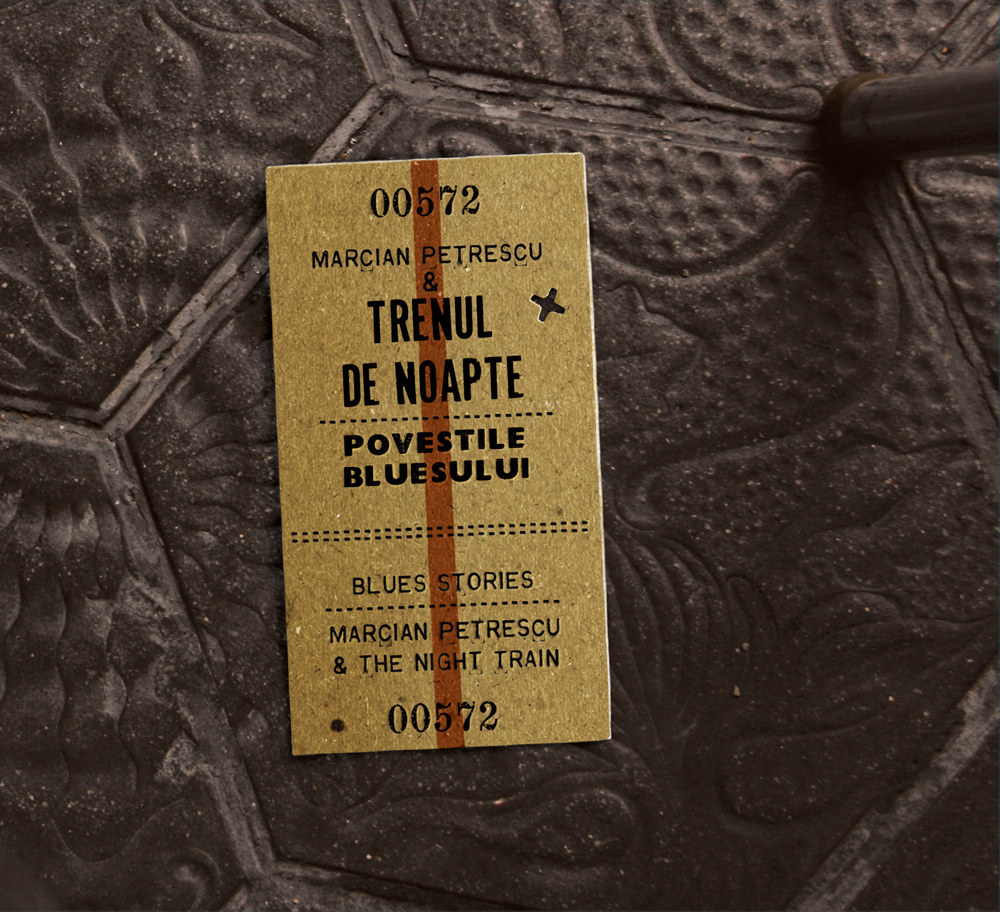 00572
MARCIAN PETRESCU
&
TRENUL
DE NOAPTE
POVESTILE
BLUESULUI
BLUES STORIES
MARCIAN PETRESCU
& THE NIGHT TRAIN
00572